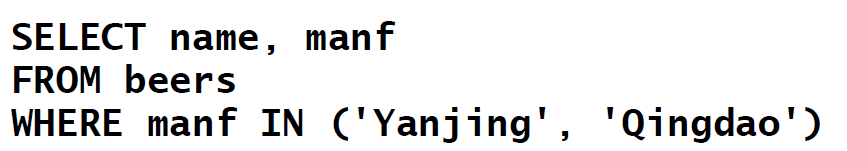 SELECT name, manf
FROM beers
WHERE manf IN ('Yanjing', 'Qingdao')